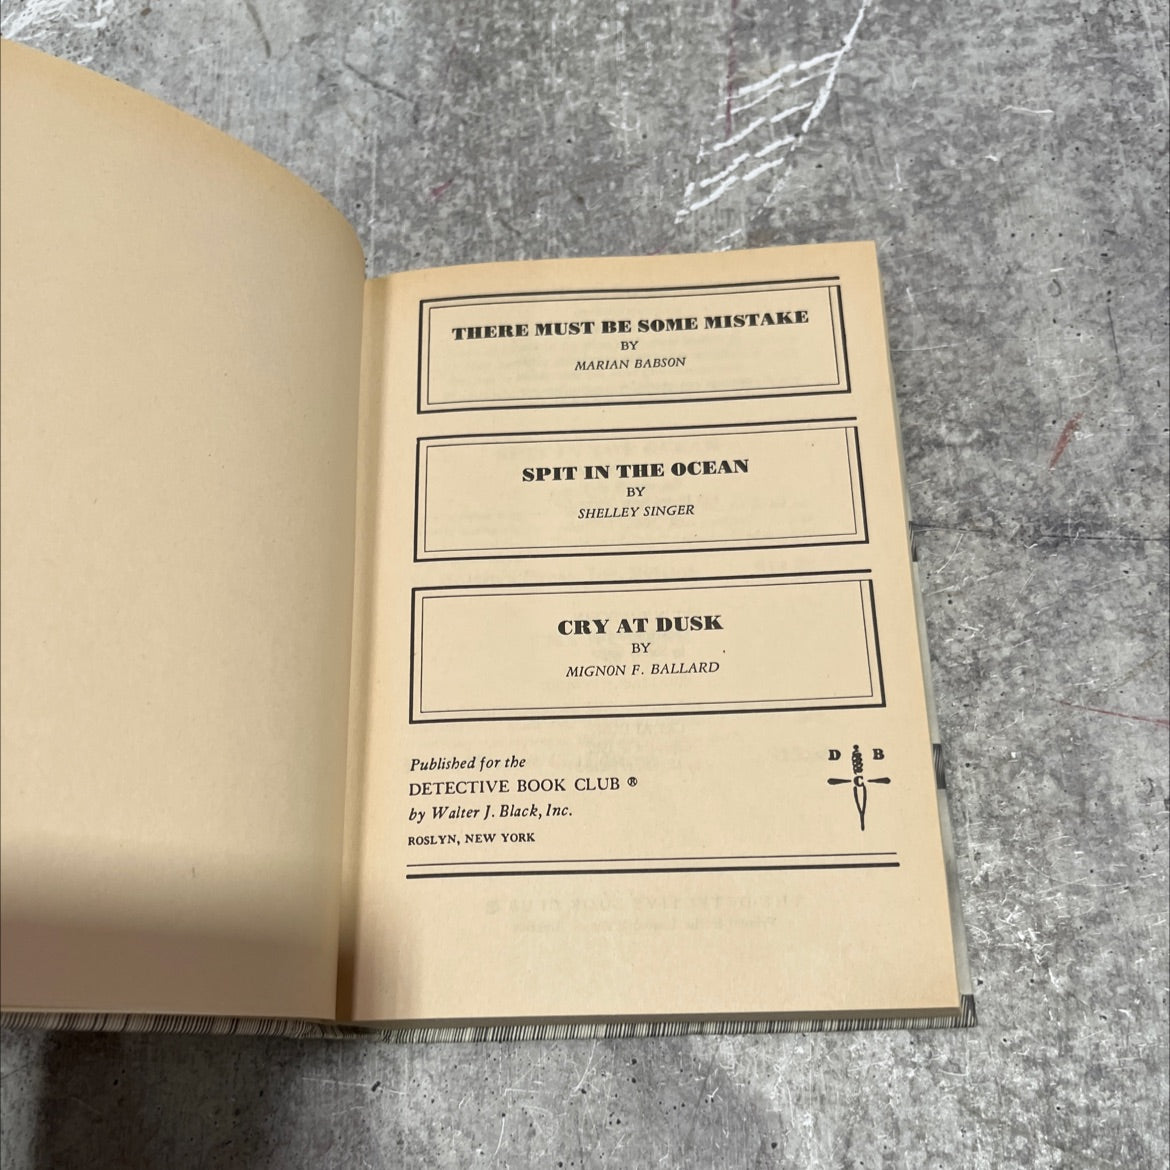 THERE MUST BE SOME MISTAKE
BY
MARIAN BABSON
SPIT IN THE OCEAN
BY
SHELLEY SINGER
CRY AT DUSK
BY
MIGNON F. BALLARD
Published for the
DETECTIVE BOOK CLUB ®
by Walter J. Black, Inc.
ROSLYN, NEW YORK
D B
C